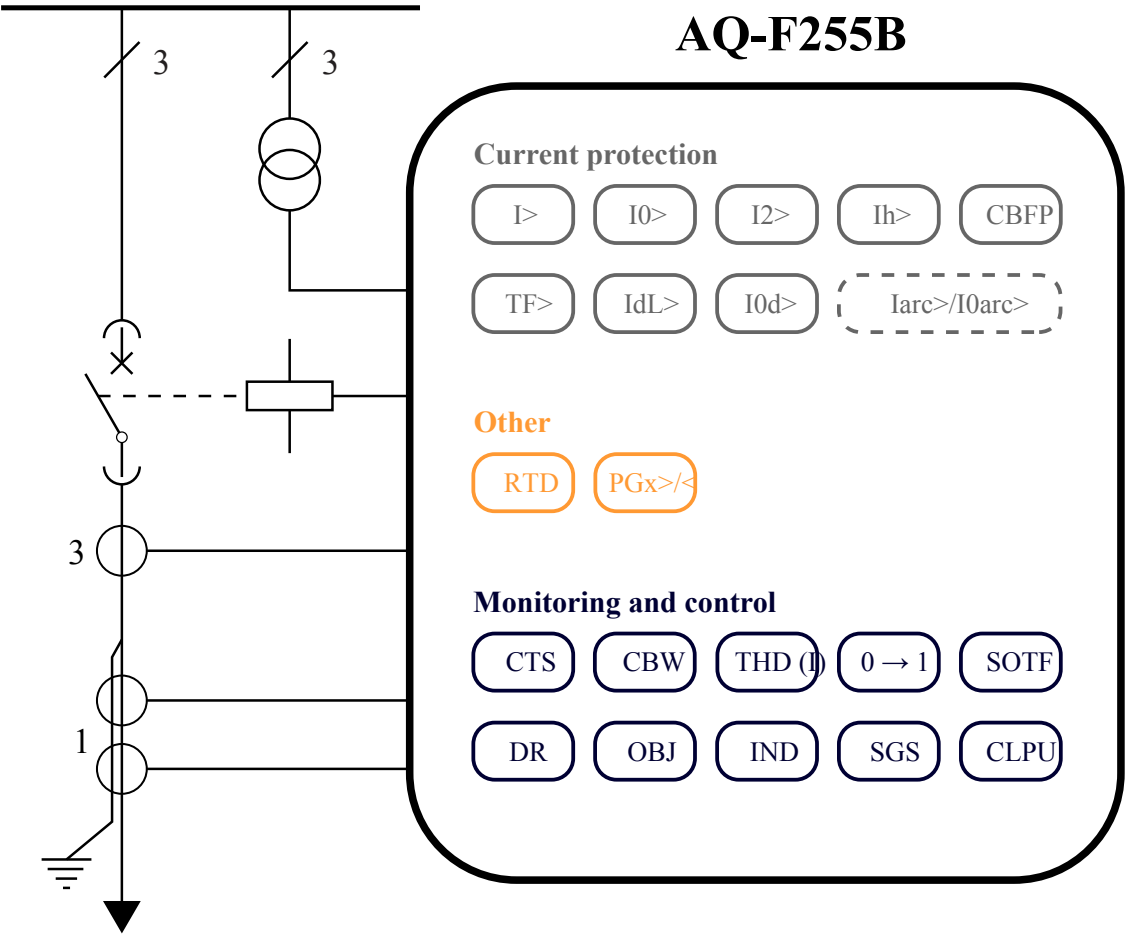 AQ-F255B
3 3
Current protection
I> I0> I2> Ih> CBFP
TF> IdL> I0d> Iarc>/I0arc>
Other
RTD PGx>/<
3
Monitoring and control
CTS CBW THD (I) 0 → 1 SOTF
1 DR OBJ IND SGS CLPU